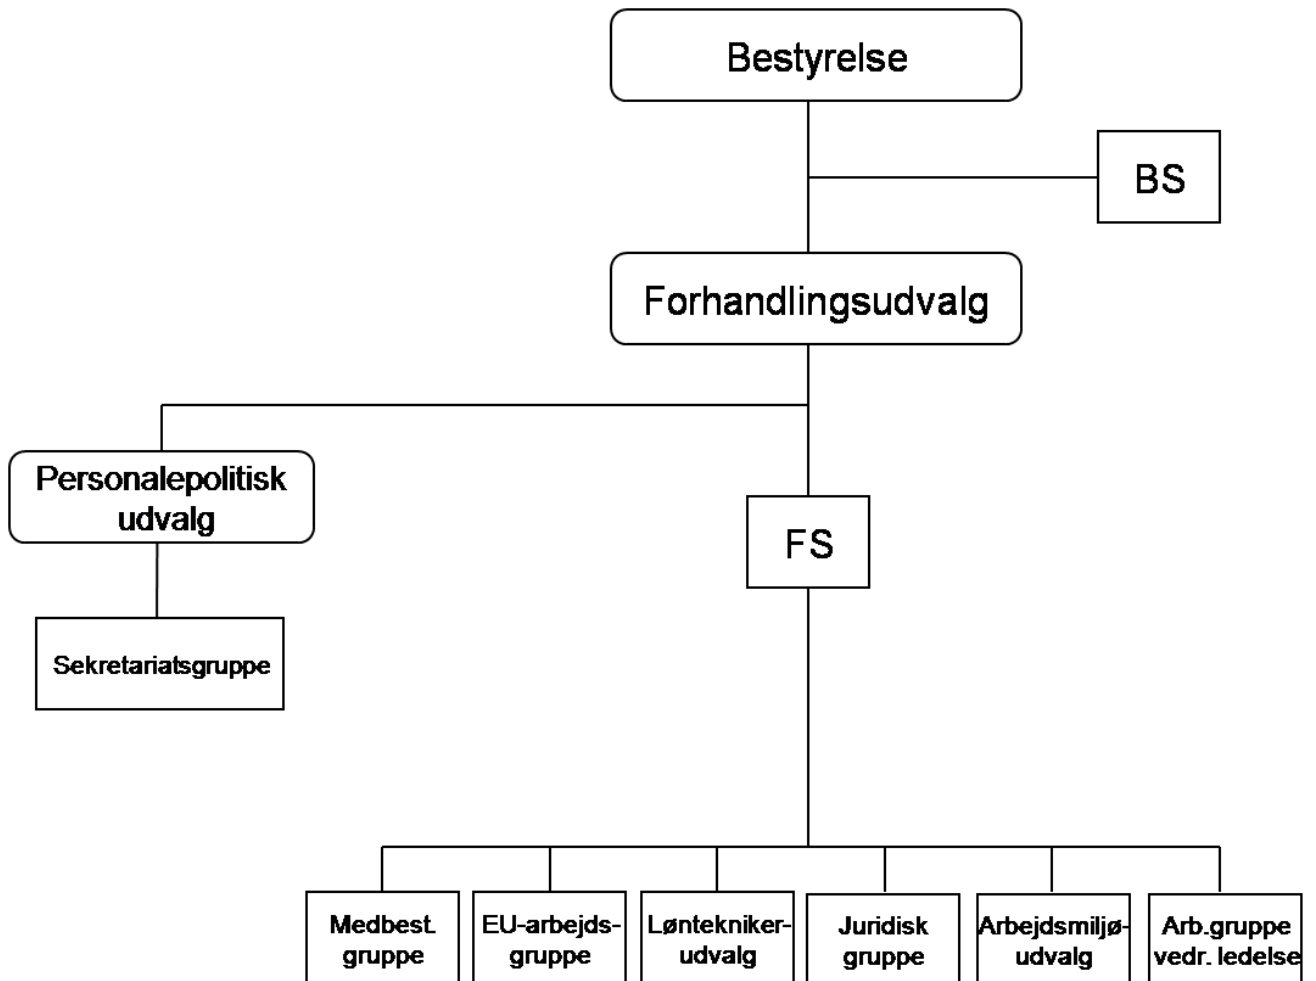 Bestyrelse
BS
Forhandlingsudvalg
Personalepolitisk
udvalg
FS
Sekretariatsgruppe
Medbest.
gruppe
EU-arbejds-
gruppe
Løntekniker-
udvalg
Juridisk
gruppe
Arbejdsmiljø-
udvalg
Arb.gruppe
vedr. ledelse